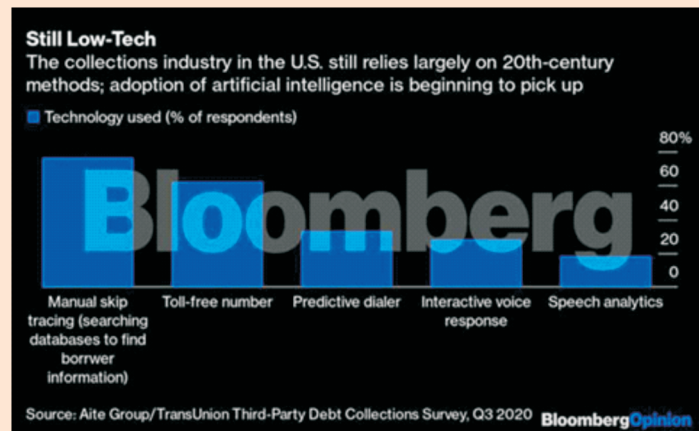 Still Low-Tech
The collections industry in the U.S. still relies largely on 20th-century
methods; adoption of artificial intelligence is beginning to pick up
Technology used (% of respondents)
80%
60
40
20
0
Bloomberg
Manual skip
tracing (searching
databases to find
borrwer
information)
Toll-free number
Predictive dialer
Interactive voice
response
Speech analytics
Source: Aite Group/TransUnion Third-Party Debt Collections Survey, Q3 2020
BloombergOpinion